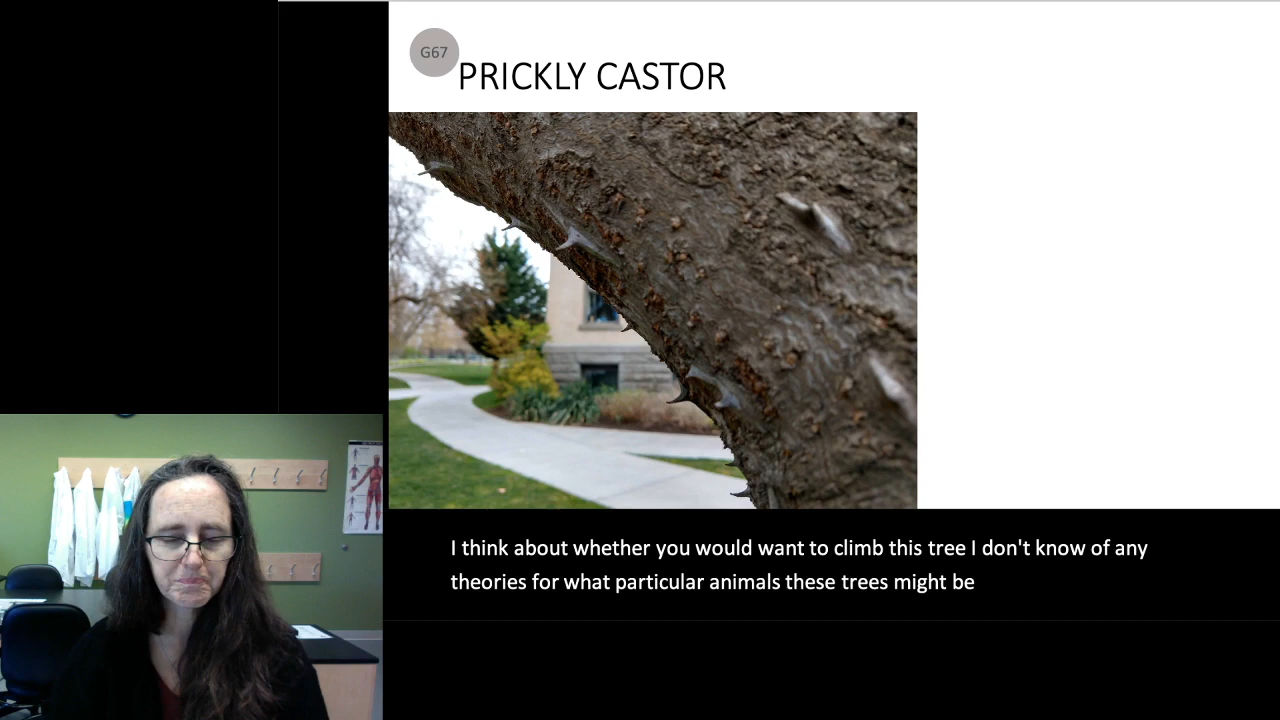 G67
PRICKLY CASTOR
I think about whether you would want to climb this tree I don't know of any
theories for what particular animals these trees might be